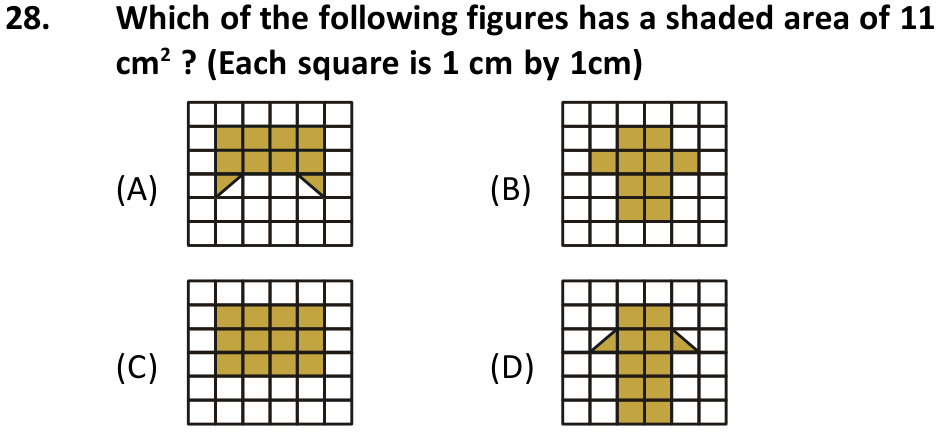 28. Which of the following figures has a shaded area of 11
cm² ? (Each square is 1 cm by 1cm)
(A)
(B)
(C)
(D)